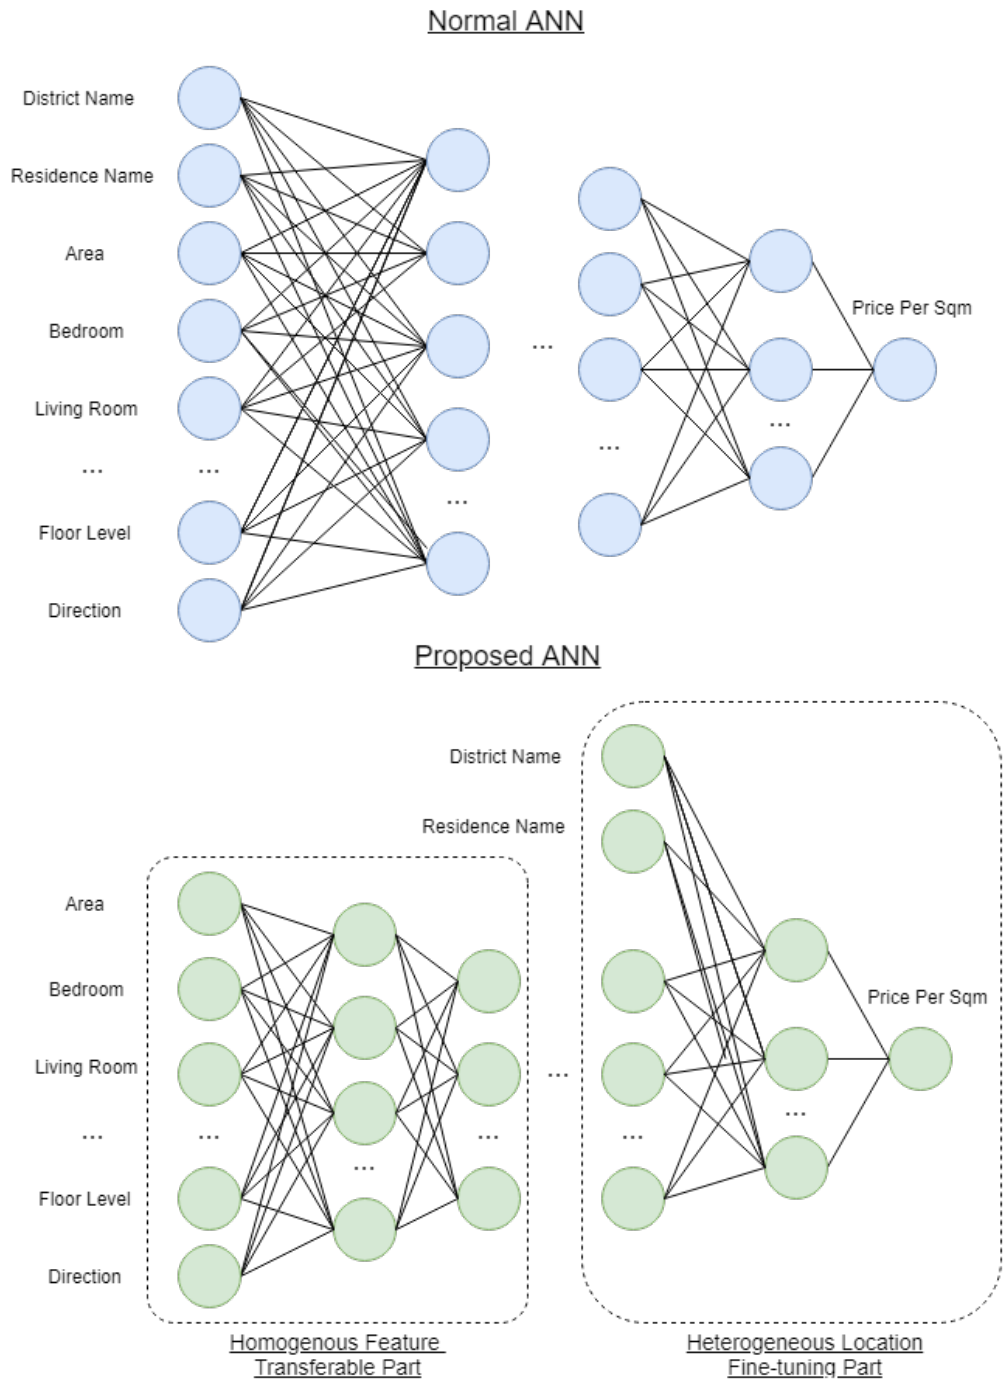 Normal ANN
District Name
Residence Name
Area
Bedroom
Living Room
...
...
Floor Level
Direction
...
...
...
...
Price Per Sqm
Proposed ANN
District Name
Residence Name
Area
Bedroom
Living Room
...
...
Floor Level
Direction
...
...
...
...
...
Price Per Sqm
Homogenous Feature
Transferable Part
Heterogeneous Location
Fine-tuning Part